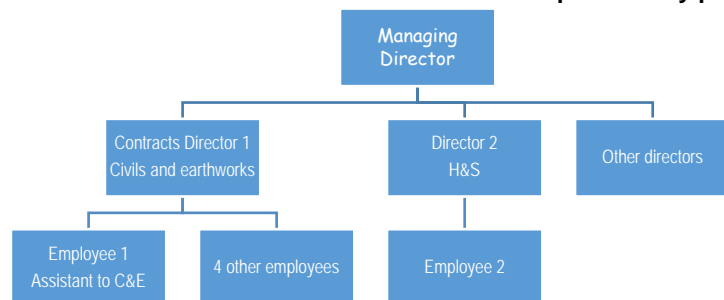 Managing
Director
Contracts Director 1
Civils and earthworks
Director 2
H&S
Other directors
Employee 1
Assistant to C&E
4 other employees
Employee 2